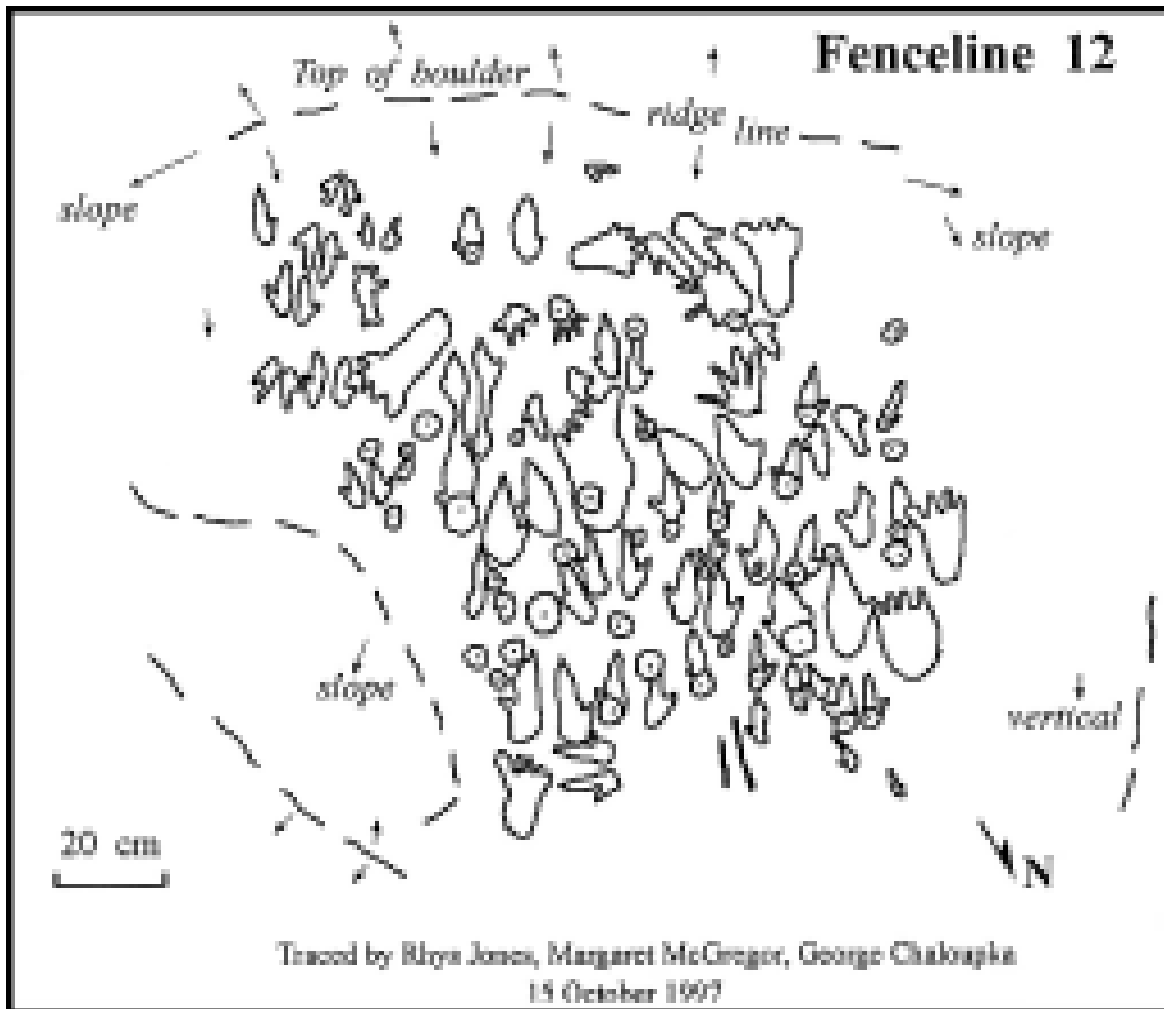 Fenceline 12
Top of boulder
ridge line
slope
slope
slope
vertical
20 cm
N
Traced by Rhys Jones, Margaret McGregor, George Chaloupka
15 October 1997